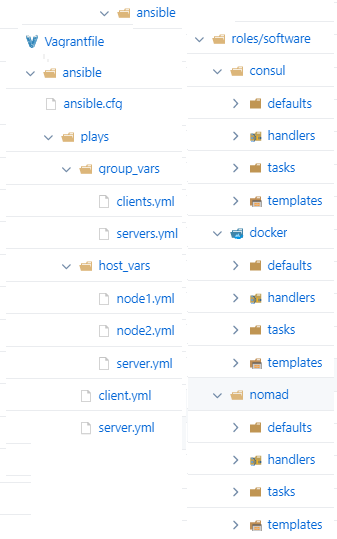 ansible
Vagrantfile
ansible
ansible.cfg
plays
group_vars
clients.yml
servers.yml
host_vars
node1.yml
node2.yml
server.yml
client.yml
server.yml
roles/software
consul
defaults
handlers
tasks
templates
docker
defaults
handlers
tasks
templates
nomad
defaults
handlers
tasks
templates